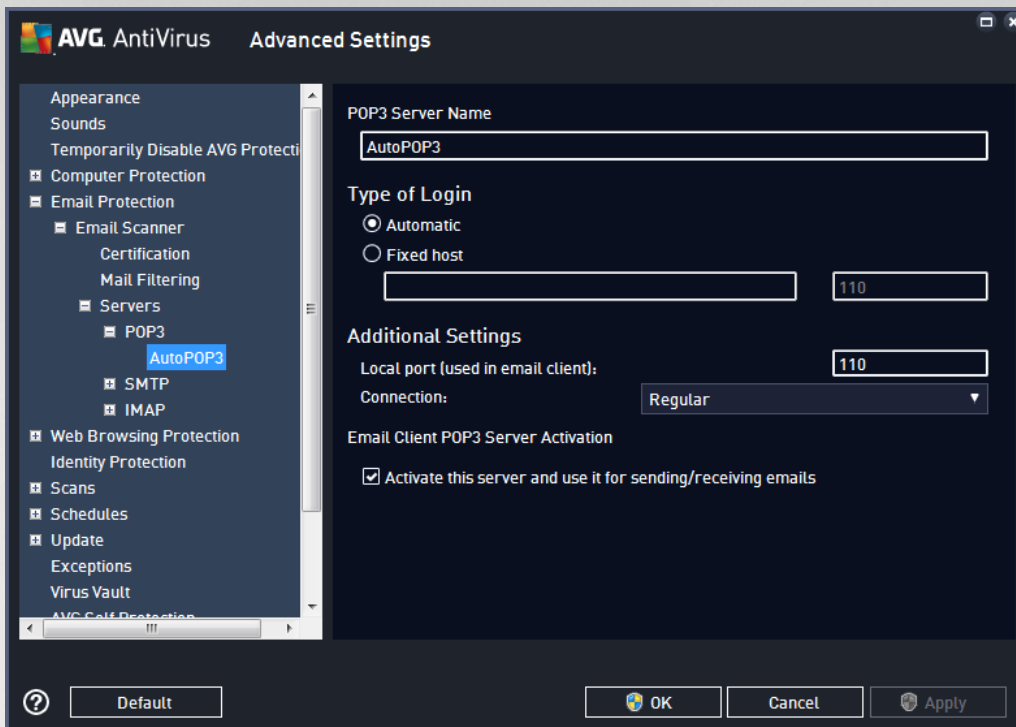 AVG. AntiVirus Advanced Settings
Appearance
Sounds
Temporarily Disable AVG Protecti
Computer Protection
Email Protection
Email Scanner
Certification
Mail Filtering
Servers
POP3
AutoPOP3
SMTP
IMAP
Web Browsing Protection
Identity Protection
Scans
Schedules
Update
Exceptions
Virus Vault
AVG Self Protection
POP3 Server Name
AutoPOP3
Type of Login
Automatic
Fixed host
110
Additional Settings
Local port (used in email client): 110
Connection: Regular
Email Client POP3 Server Activation
Activate this server and use it for sending/receiving emails
Default
OK
Cancel
Apply